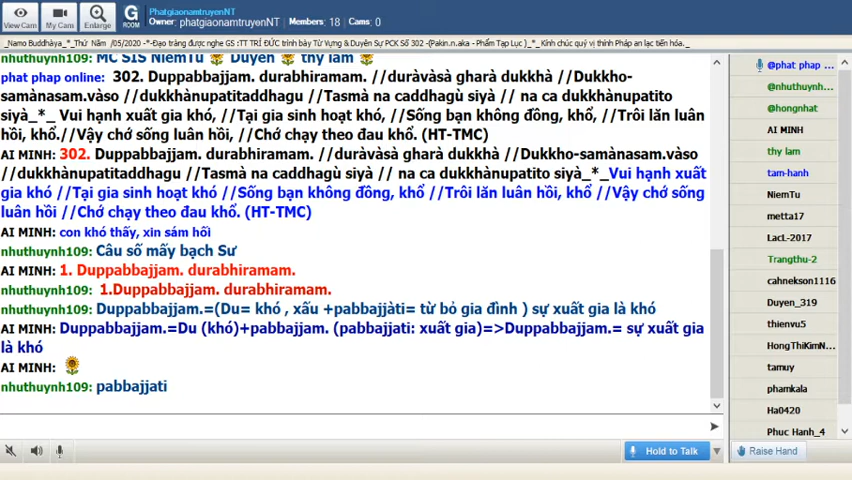 PhatgiaonamtruyenNT
Owner: phatgiaonamtruyenNT Members: 18 Cams: 0
View Cam
My Cam
Enlarge
G
ROOM
_Namo Buddhàya_*_Thứ Năm /05/2020 -*-Đạo tràng được nghe GS :TT TRÍ ĐỨC trình bày Từ Vựng & Duyên Sự PCK Số 302 -(Pakin.n.aka - Phẩm Tạp Lục )_*_ Kính chúc quý vị thính Pháp an lạc tiến hóa._
nhuthuynh109: MC SIS NiemTu Duyen thy lam
phat phap online: 302. Duppabbajjam. durabhiramam. //duràvàsà gharà dukkhà //Dukkho-
samànasam.vàso //dukkhànupatitaddhagu //Tasmà na caddhagù siyà // na ca dukkhànupatito
siyà_*_ Vui hạnh xuất gia khó, //Tại gia sinh hoạt khó, //Sống bạn không đồng, khổ, //Trôi lăn luân
hồi, khổ.//Vậy chớ sống luân hồi, //Chớ chạy theo đau khổ. (HT-TMC)
AI MINH: 302. Duppabbajjam. durabhiramam. //duràvàsà gharà dukkhà //Dukkho-samànasam.vàso
//dukkhànupatitaddhagu //Tasmà na caddhagù siyà // na ca dukkhànupatito siyà_*_Vui hạnh xuất
gia khó //Tại gia sinh hoạt khó //Sống bạn không đồng, khổ //Trôi lăn luân hồi, khổ //Vậy chớ sống
luân hồi //Chớ chạy theo đau khổ. (HT-TMC)
AI MINH: con khó thấy, xin sám hối
nhuthuynh109: Câu số mấy bạch Sư
AI MINH: 1. Duppabbajjam. durabhiramam.
nhuthuynh109: 1.Duppabbajjam. durabhiramam.
nhuthuynh109: Duppabbajjam.=(Du= khó , xấu +pabbajjàti= từ bỏ gia đình ) sự xuất gia là khó
AI MINH: Duppabbajjam.=Du (khó)+pabbajjam. (pabbajjati: xuất gia)=>Duppabbajjam.= sự xuất gia
là khó
AI MINH:
nhuthuynh109: pabbajjati
Hold to Talk
@phat phap ...
@nhuthuynh...
@hongnhat
AI MINH
thy lam
tam-hanh
NiemTu
metta17
LacL-2017
Trangthu-2
cahnekson1116
Duyen_319
thienvu5
HongThiKimN...
tamuy
phamkala
Ha0420
Phuc Hanh_4
Raise Hand